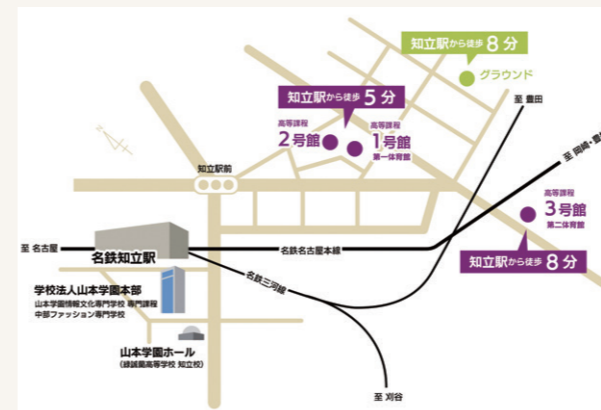 知立駅から徒歩8分
グラウンド
知立駅から徒歩5分
至 豊田
高等課程
2号館
高等課程
1号館
第一体育館
至 岡崎・豊橋
知立駅前
高等課程
3号館
第二体育館
至 名古屋
名鉄知立駅
名鉄名古屋本線
知立駅から徒歩8分
名鉄三河線
学校法人山本学園本部
山本学園情報文化専門学校 専門課程
中部ファッション専門学校
山本学園ホール
(緑誠蘭高等学校 知立校)
至 刈谷